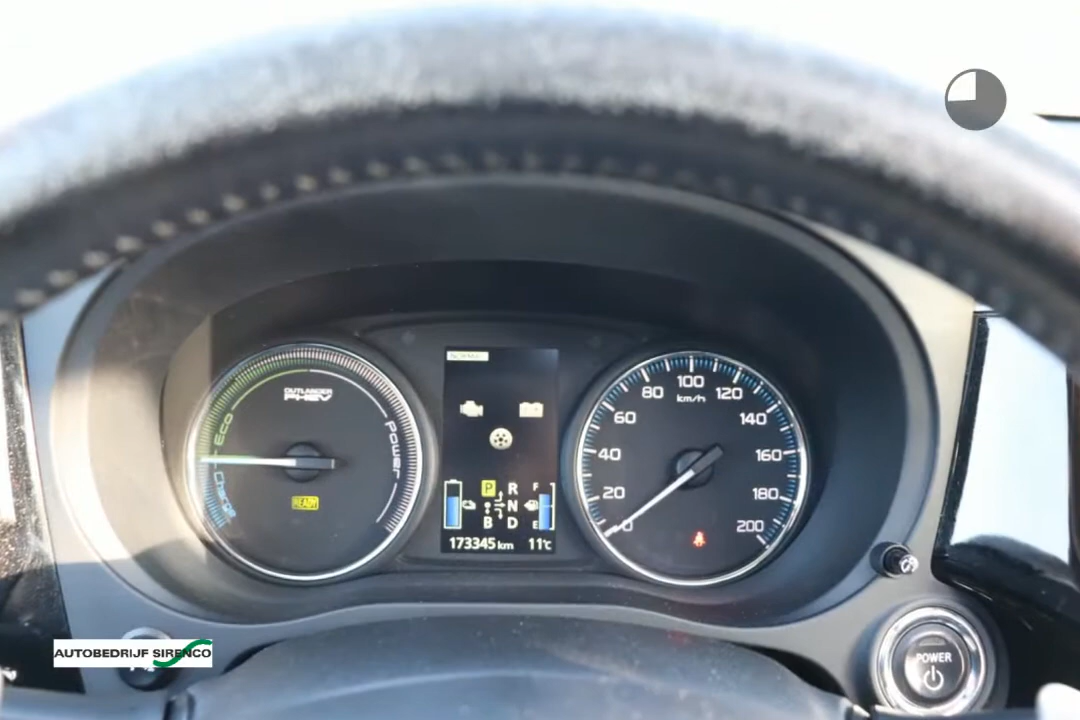 NORMAL
OUTLANDER
PHEV
Eco
Power
Charge
READY
P R
N
B D
F
E
173345 km 11°C
0
20
40
60
80
100
120
140
160
180
200
km/h
POWER
AUTOBEDRIJF SIRENCO